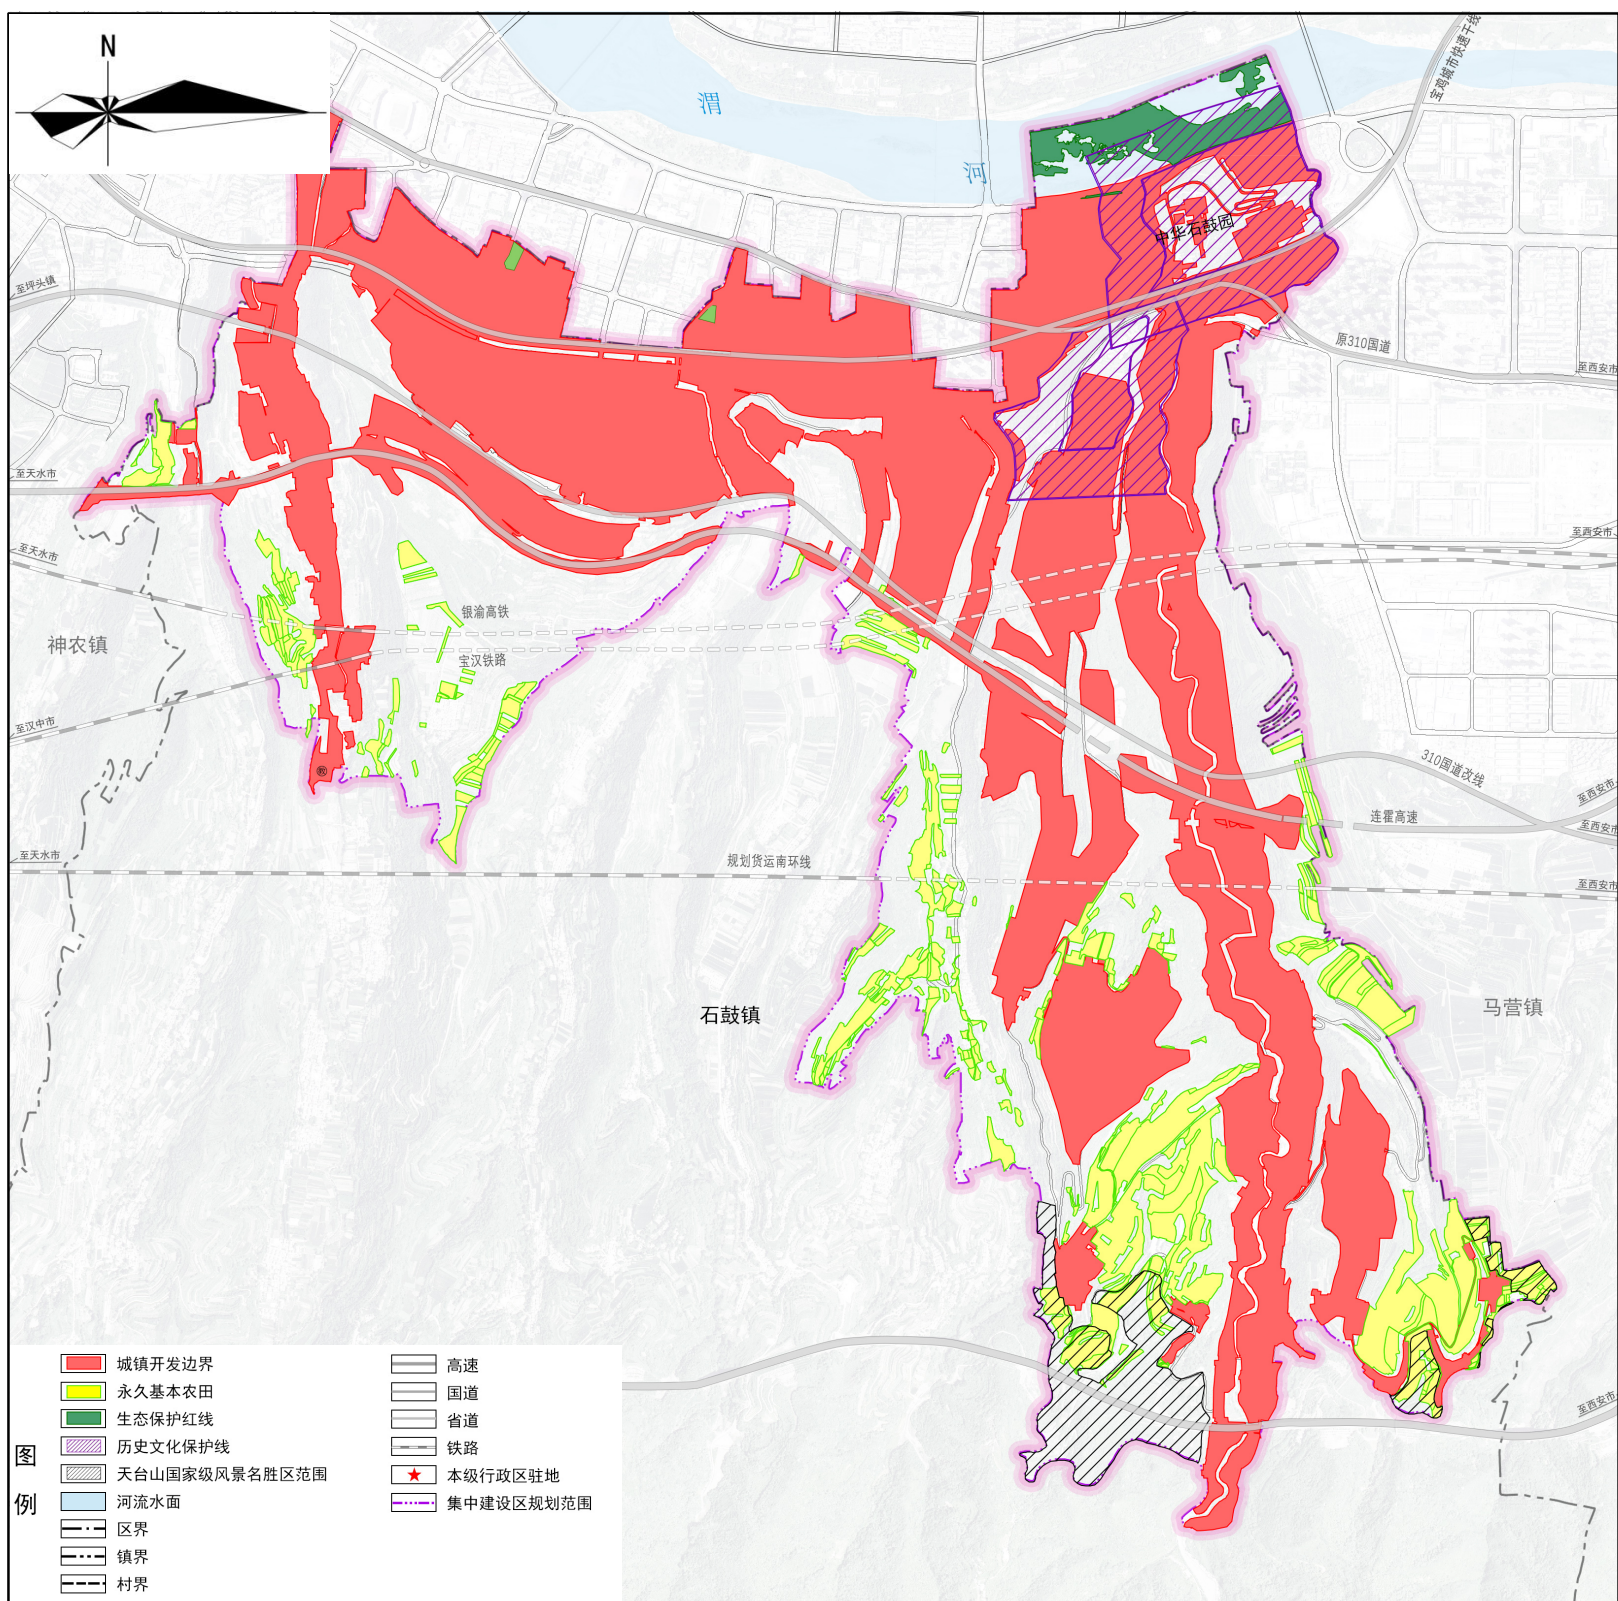 N
渭
河
宝鸡城市快速干线
中华石鼓园
至坪头镇
原310国道
至西安市
至天水市
至西安市
至天水市
银渝高铁
神农镇
宝汉铁路
至汉中市
310国道改线
至西安市
连霍高速
至西安市
至天水市
规划货运南环线
至西安市
石鼓镇
马营镇
至西安市
图例
城镇开发边界
永久基本农田
生态保护红线
历史文化保护线
天台山国家级风景名胜区范围
河流水面
区界
镇界
村界
高速
国道
省道
铁路
本级行政区驻地
集中建设区规划范围